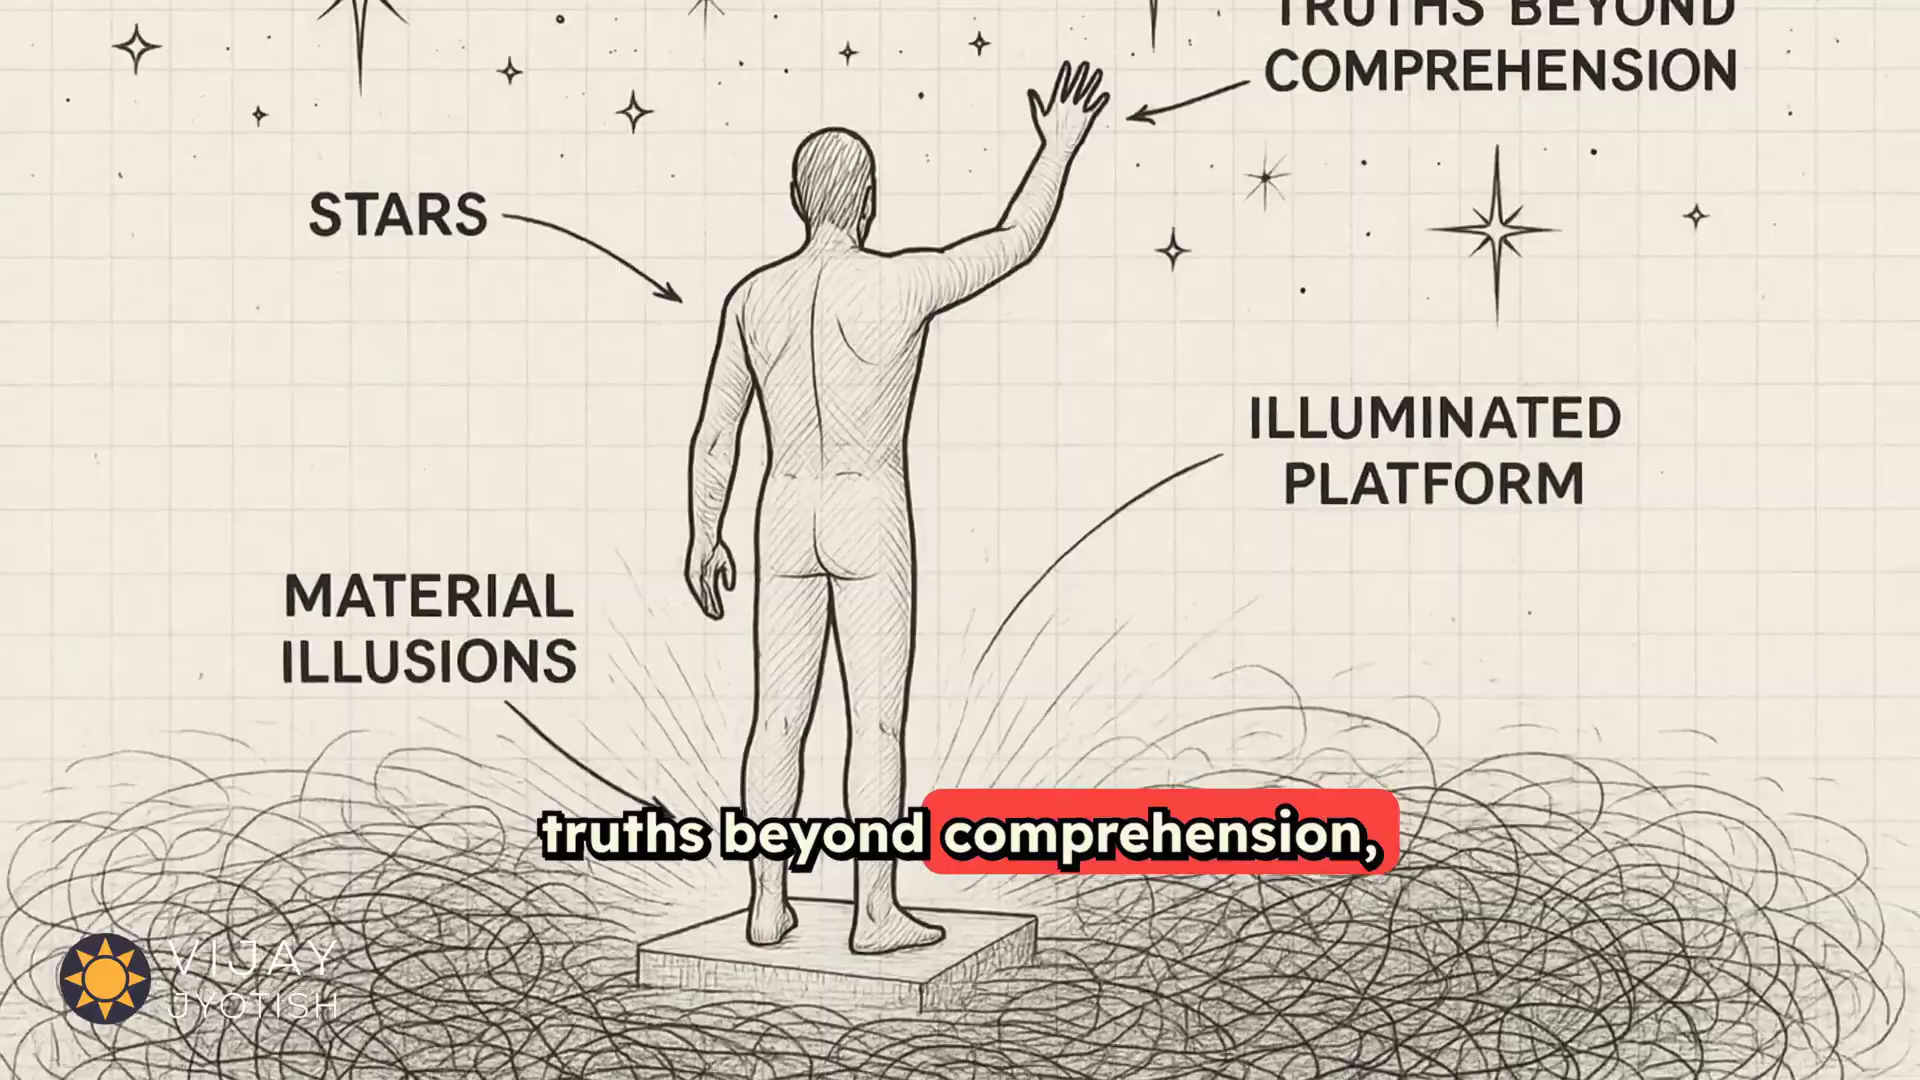 TRUTHS BEYOND
COMPREHENSION
STARS
ILLUMINATED
PLATFORM
MATERIAL
ILLUSIONS
truths beyond comprehension,
VIJAY
JYOTISH